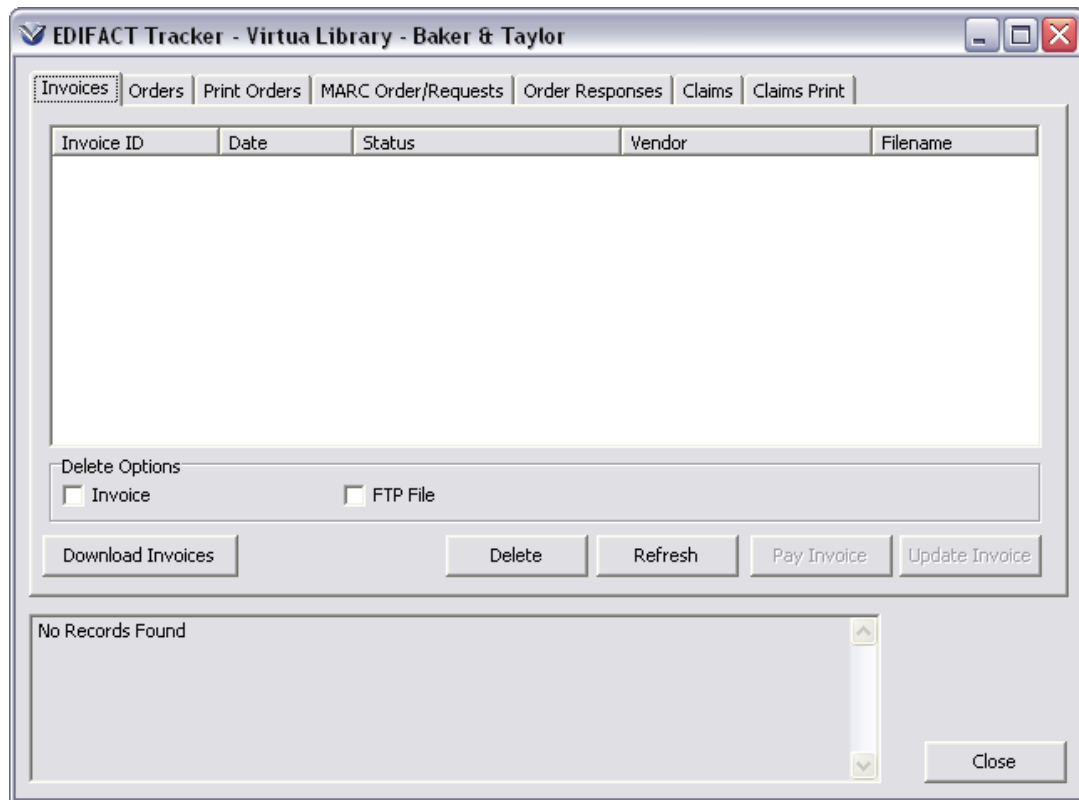 EDIFACT Tracker - Virtua Library - Baker & Taylor
Invoices Orders Print Orders MARC Order/Requests Order Responses Claims Claims Print
Invoice ID Date Status Vendor Filename
Delete Options
Invoice FTP File
Download Invoices Delete Refresh Pay Invoice Update Invoice
No Records Found
Close